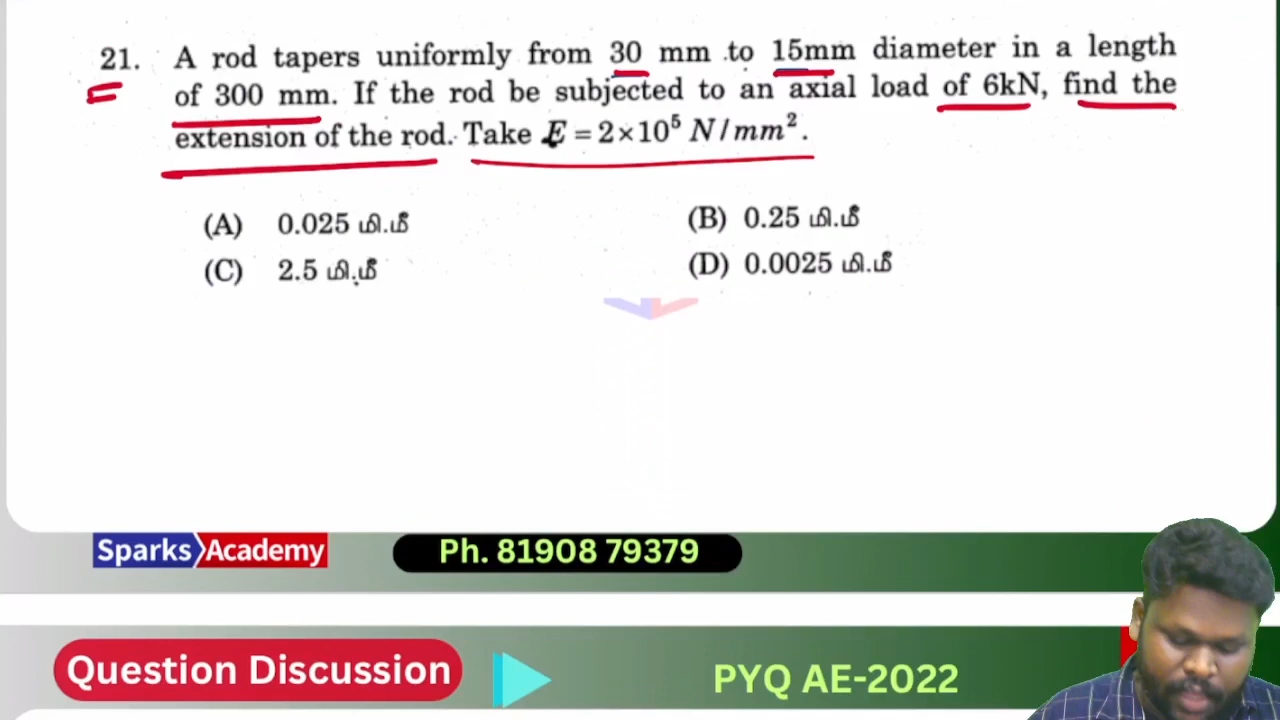 21. A rod tapers uniformly from 30 mm to 15mm diameter in a length
of 300 mm. If the rod be subjected to an axial load of 6kN, find the
extension of the rod. Take E = 2×10⁵ N/mm².
(A) 0.025 மி.மீ (B) 0.25 மி.மீ
(C) 2.5 மி.மீ (D) 0.0025 மி.மீ
Sparks Academy Ph. 81908 79379
Question Discussion PYQ AE-2022